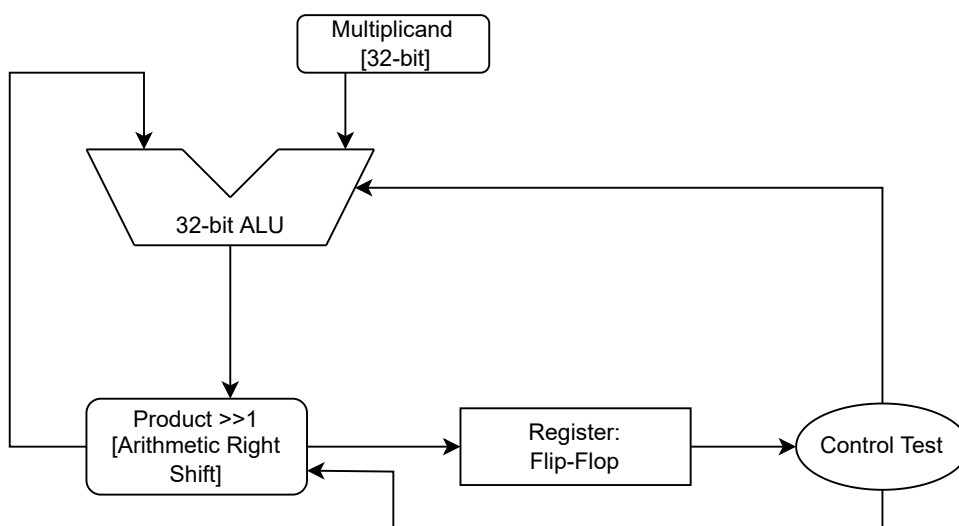 Multiplicand
[32-bit]
32-bit ALU
Product >>1
[Arithmetic Right
Shift]
Register:
Flip-Flop
Control Test